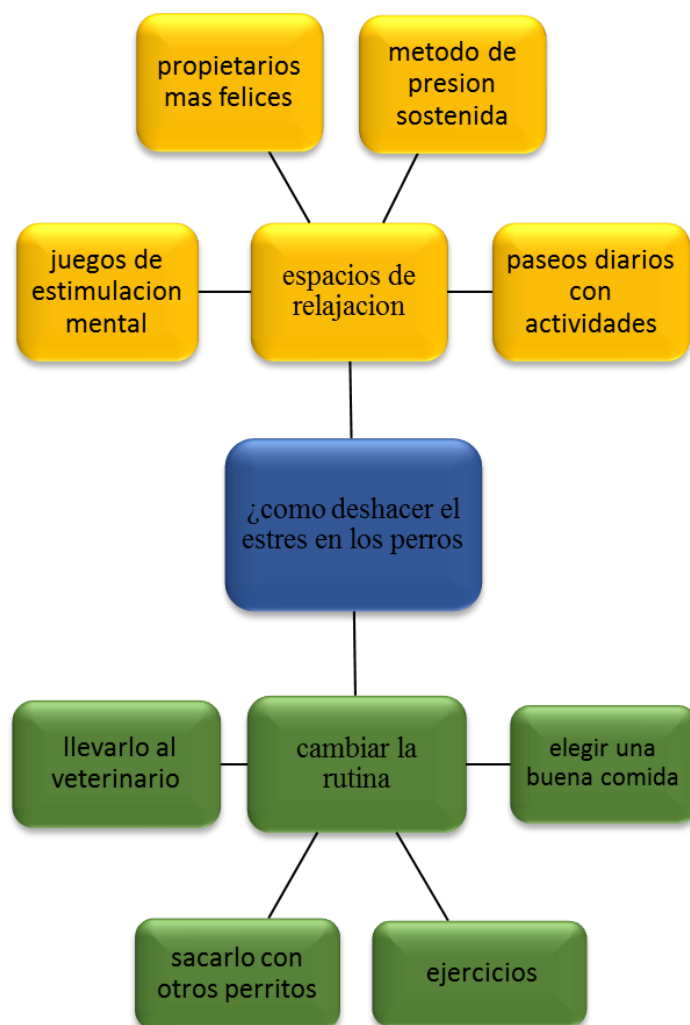 propietarios
mas felices
metodo de
presion
sostenida
juegos de
estimulacion
mental
espacios de
relajacion
paseos diarios
con
actividades
¿como deshacer el
estres en los perros
llevarlo al
veterinario
cambiar la
rutina
elegir una
buena comida
sacarlo con
otros perritos
ejercicios